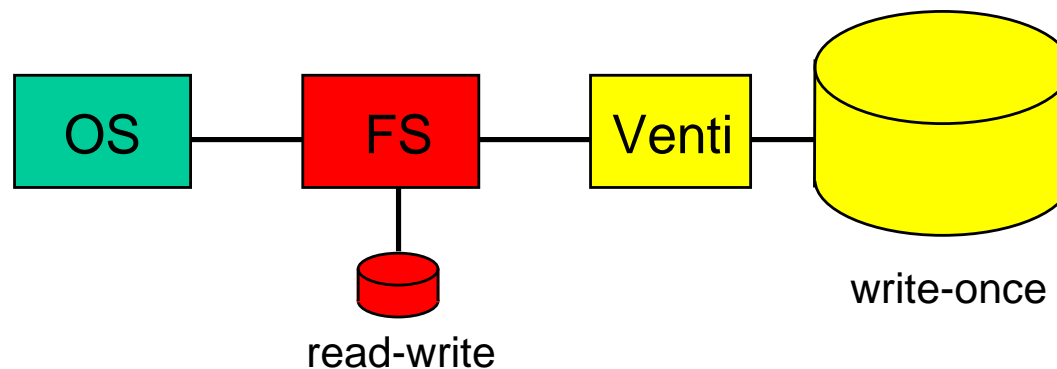 OS
FS
Venti
write-once
read-write